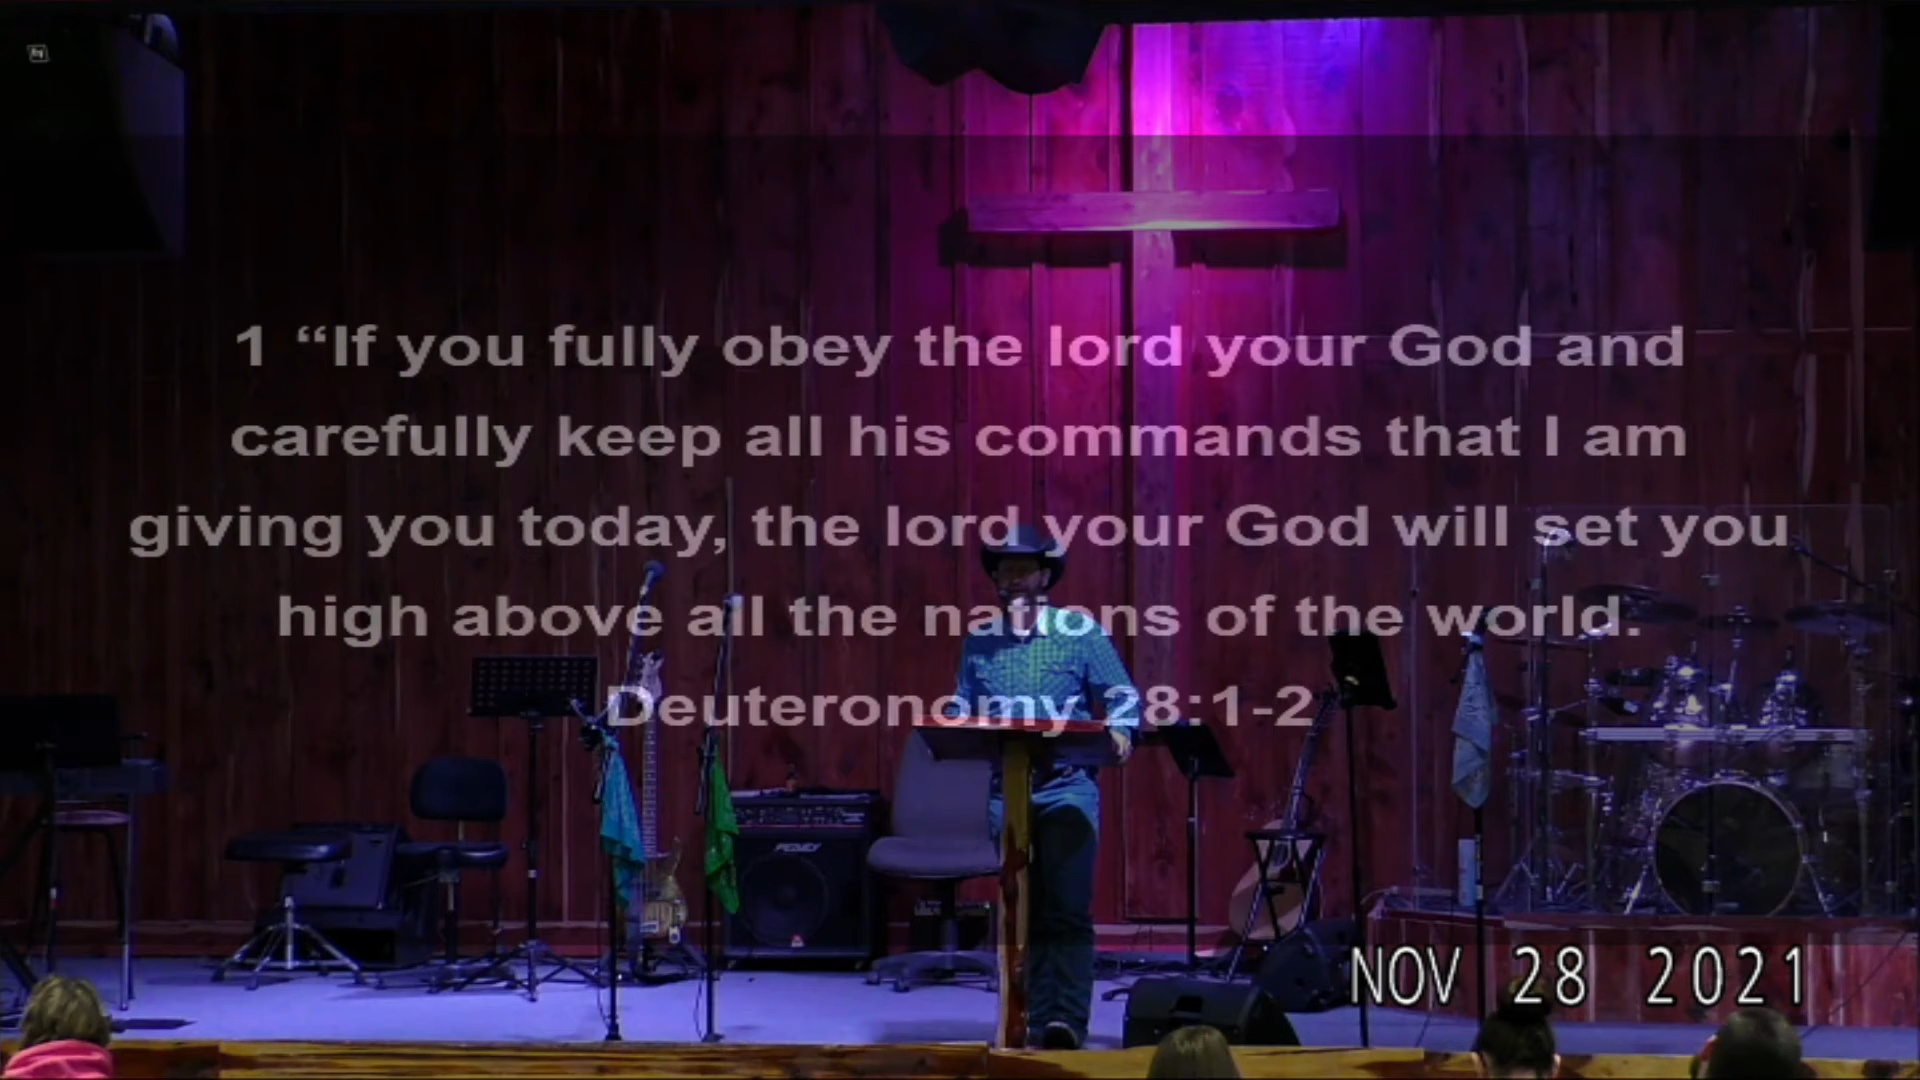 1 “If you fully obey the lord your God and
carefully keep all his commands that I am
giving you today, the lord your God will set you
high above all the nations of the world.
Deuteronomy 28:1-2
PEAVEY
NOV 28 2021